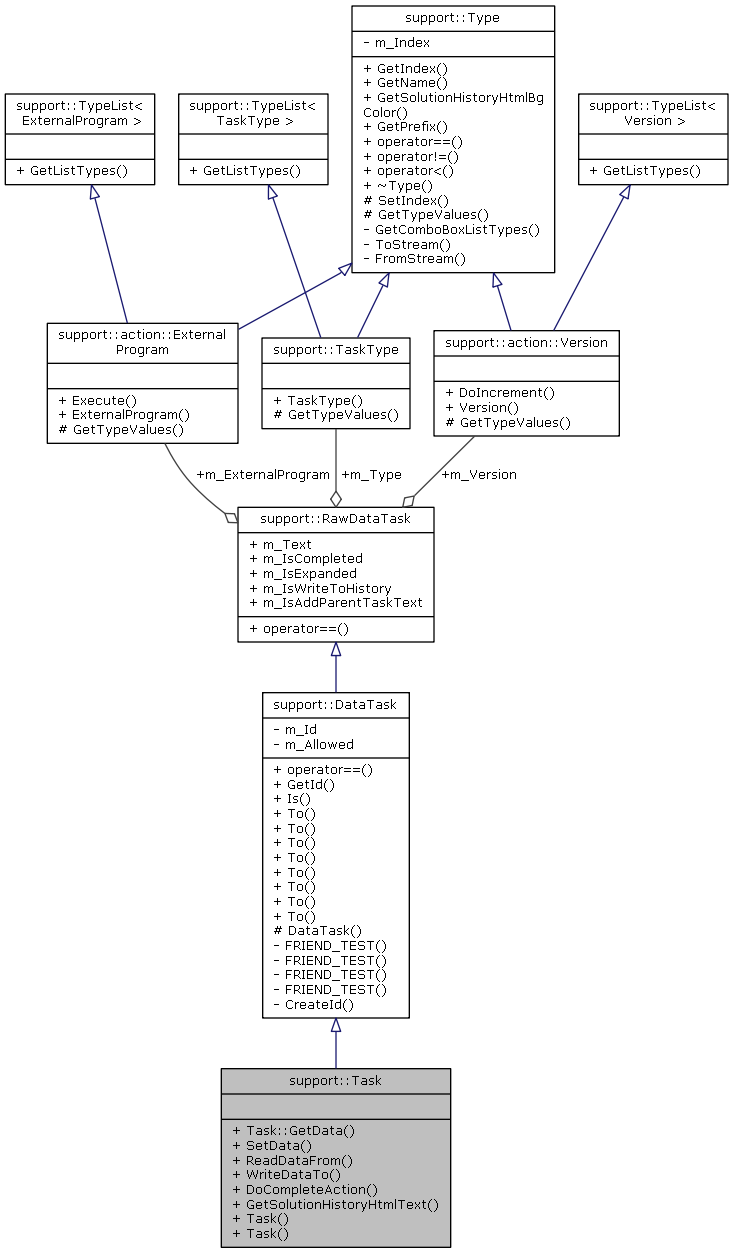 support::Type
- m_Index
+ GetIndex()
+ GetName()
+ GetSolutionHistoryHtmlBg
Color()
+ GetPrefix()
+ operator==()
+ operator!=()
+ operator<()
+ ~Type()
# SetIndex()
# GetTypeValues()
- GetComboBoxListTypes()
- ToStream()
- FromStream()
support::TypeList<
ExternalProgram >
+ GetListTypes()
support::TypeList<
TaskType >
+ GetListTypes()
support::TypeList<
Version >
+ GetListTypes()
support::action::External
Program
+ Execute()
+ ExternalProgram()
# GetTypeValues()
support::TaskType
+ TaskType()
# GetTypeValues()
support::action::Version
+ DoIncrement()
+ Version()
# GetTypeValues()
+m_ExternalProgram
+m_Type
+m_Version
support::RawDataTask
+ m_Text
+ m_IsCompleted
+ m_IsExpanded
+ m_IsWriteToHistory
+ m_IsAddParentTaskText
+ operator==()
support::DataTask
- m_Id
- m_Allowed
+ operator==()
+ GetId()
+ Is()
+ To()
+ To()
+ To()
+ To()
+ To()
+ To()
+ To()
+ To()
# DataTask()
- FRIEND_TEST()
- FRIEND_TEST()
- FRIEND_TEST()
- FRIEND_TEST()
- CreateId()
support::Task
+ Task::GetData()
+ SetData()
+ ReadDataFrom()
+ WriteDataTo()
+ DoCompleteAction()
+ GetSolutionHistoryHtmlText()
+ Task()
+ Task()